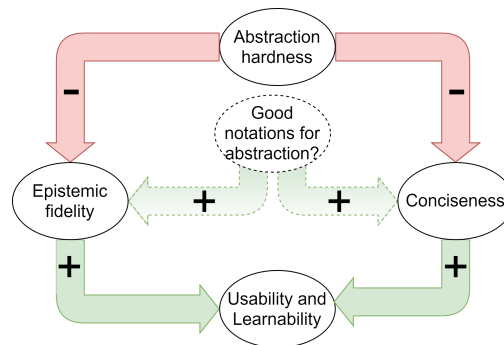 Abstraction
hardness
-
-
Good
notations for
abstraction?
Epistemic
fidelity
+
+
Conciseness
+
+
Usability and
Learnability